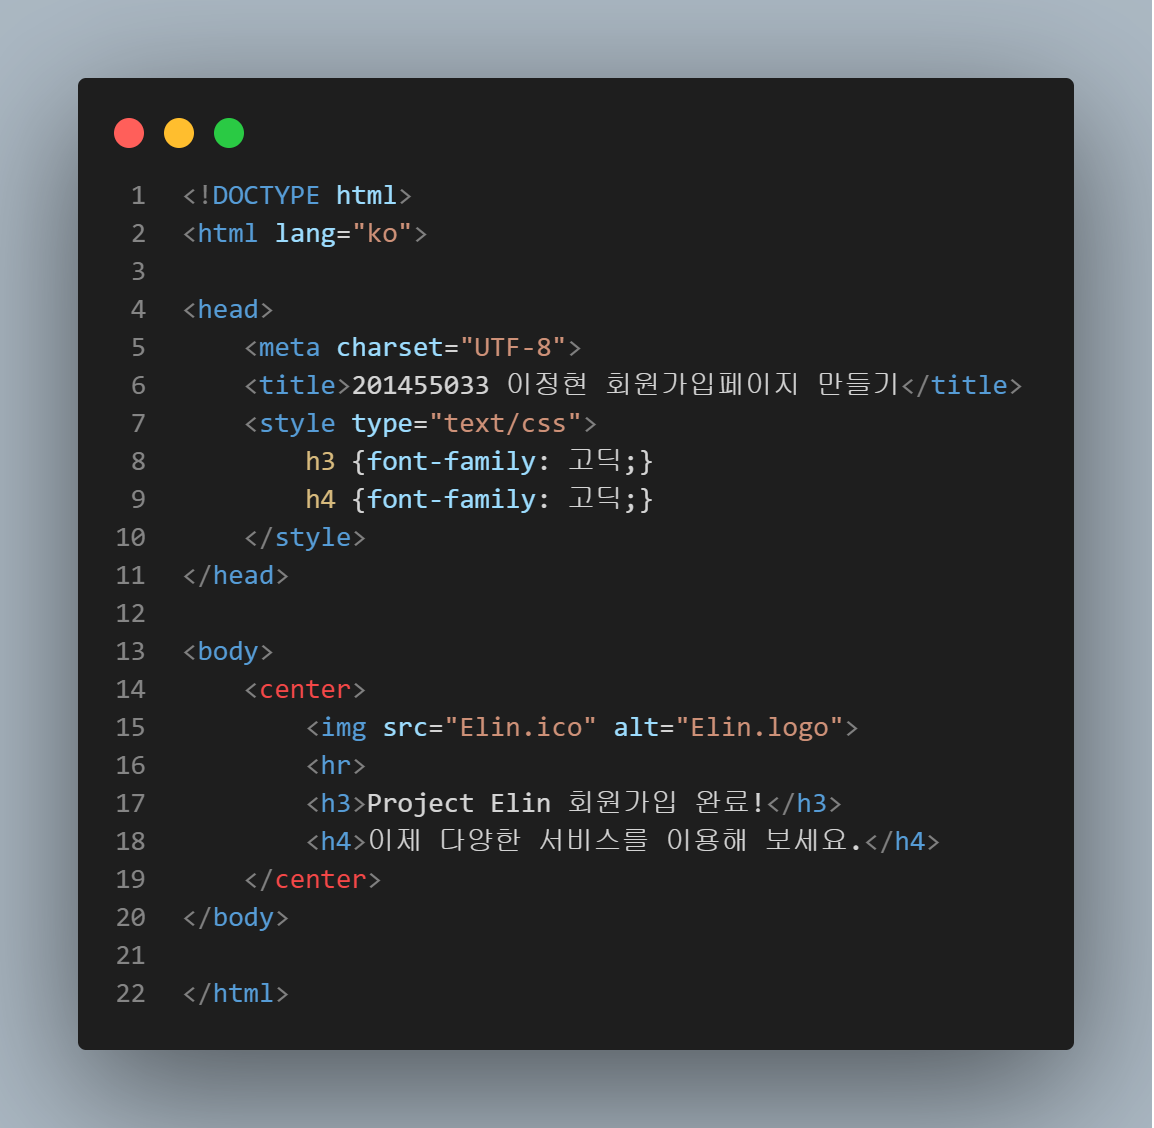 1 <!DOCTYPE html>
2 <html lang="ko">
3
4 <head>
5     <meta charset="UTF-8">
6     <title>201455033 이정현 회원가입페이지 만들기</title>
7     <style type="text/css">
8         h3 {font-family: 고딕;}
9         h4 {font-family: 고딕;}
10     </style>
11 </head>
12
13 <body>
14     <center>
15         <img src="Elin.ico" alt="Elin.logo">
16         <hr>
17         <h3>Project Elin 회원가입 완료!</h3>
18         <h4>이제 다양한 서비스를 이용해 보세요.</h4>
19     </center>
20 </body>
21
22 </html>